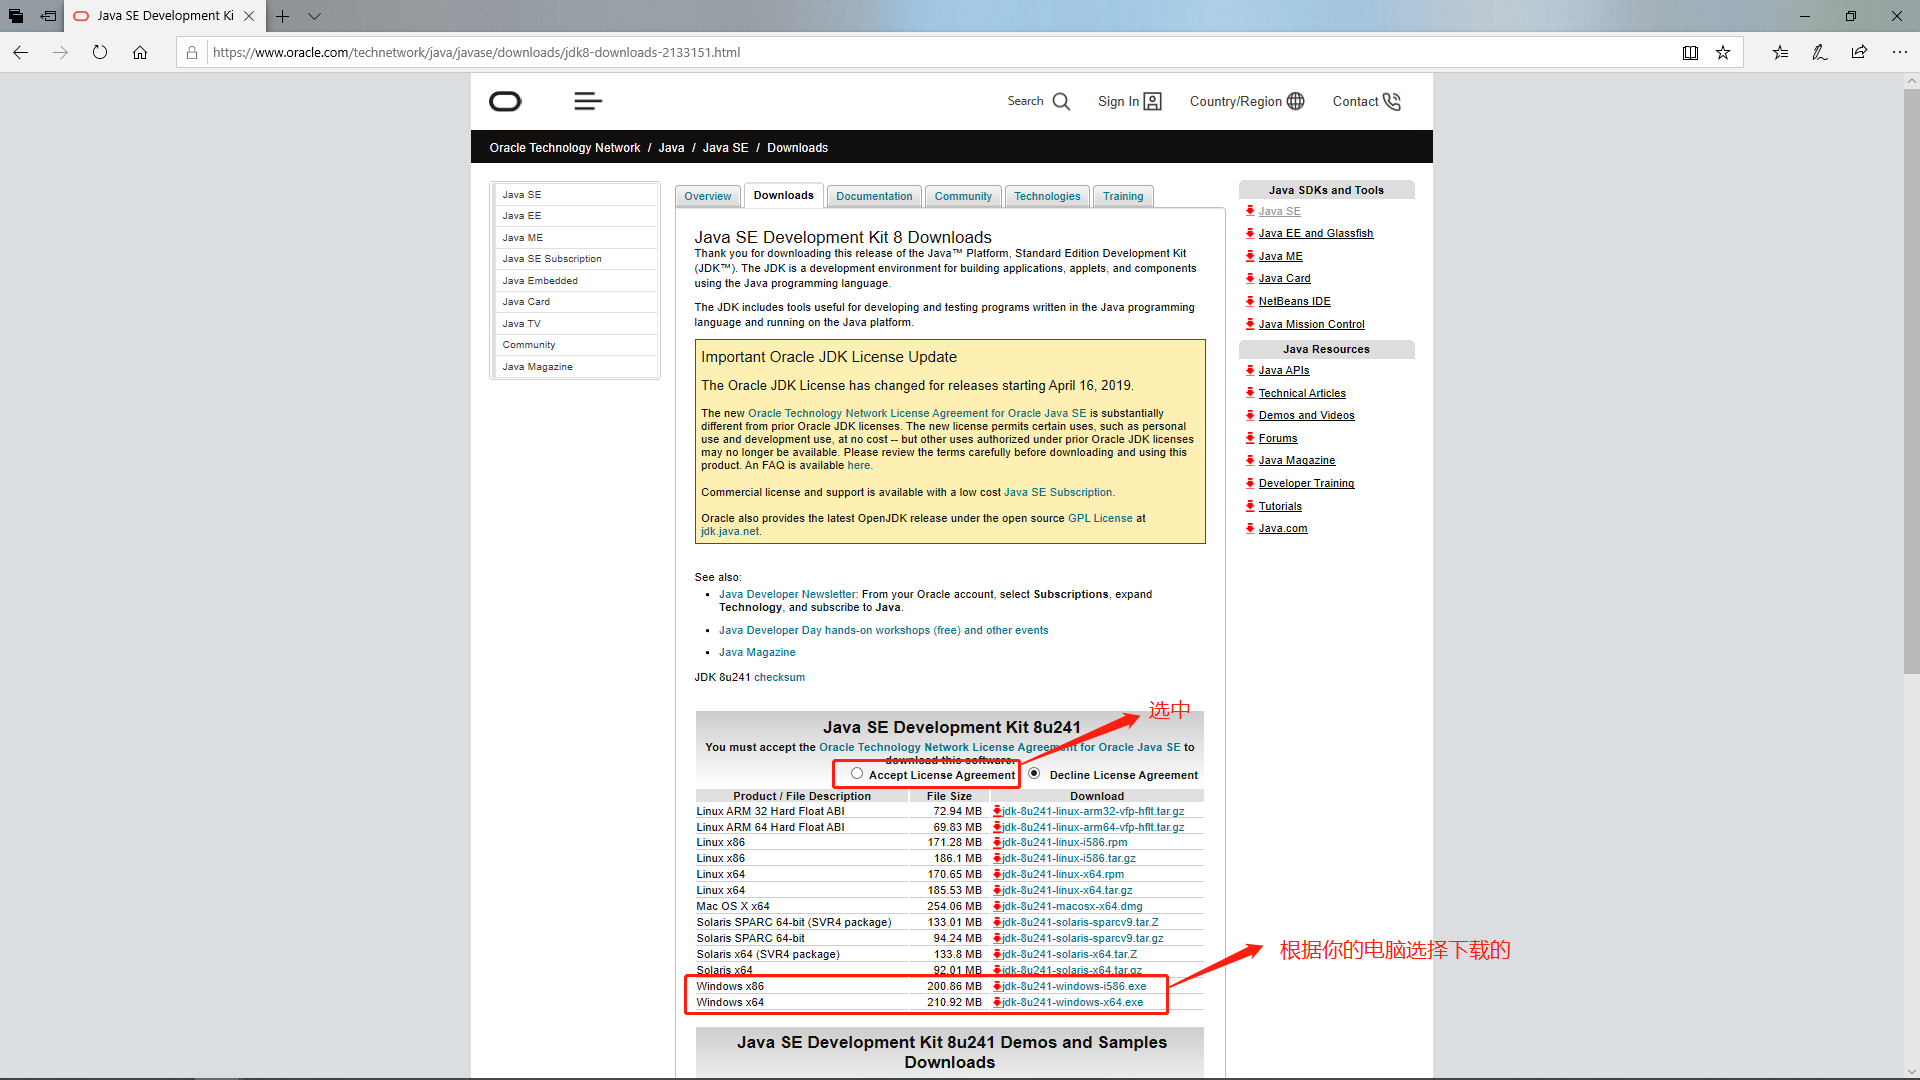 Java SE Development Ki
https://www.oracle.com/technetwork/java/javase/downloads/jdk8-downloads-2133151.html
Search
Sign In
Country/Region
Contact
Oracle Technology Network / Java / Java SE / Downloads
Java SE
Java EE
Java ME
Java SE Subscription
Java Embedded
Java Card
Java TV
Community
Java Magazine
Overview
Downloads
Documentation
Community
Technologies
Training
Java SE Development Kit 8 Downloads
Thank you for downloading this release of the Java™ Platform, Standard Edition Development Kit
(JDK™). The JDK is a development environment for building applications, applets, and components
using the Java programming language.
The JDK includes tools useful for developing and testing programs written in the Java programming
language and running on the Java platform.
Important Oracle JDK License Update
The Oracle JDK License has changed for releases starting April 16, 2019.
The new Oracle Technology Network License Agreement for Oracle Java SE is substantially
different from prior Oracle JDK licenses. The new license permits certain uses, such as personal
use and development use, at no cost -- but other uses authorized under prior Oracle JDK licenses
may no longer be available. Please review the terms carefully before downloading and using this
product. An FAQ is available here.
Commercial license and support is available with a low cost Java SE Subscription.
Oracle also provides the latest OpenJDK release under the open source GPL License at
jdk.java.net.
See also:
Java Developer Newsletter: From your Oracle account, select Subscriptions, expand
Technology, and subscribe to Java.
Java Developer Day hands-on workshops (free) and other events
Java Magazine
JDK 8u241 checksum
选中
Java SE Development Kit 8u241
You must accept the Oracle Technology Network License Agreement for Oracle Java SE to
download this software.
Accept License Agreement
Decline License Agreement
Product / File Description File Size Download
Linux ARM 32 Hard Float ABI 72.94 MB jdk-8u241-linux-arm32-vfp-hflt.tar.gz
Linux ARM 64 Hard Float ABI 69.83 MB jdk-8u241-linux-arm64-vfp-hflt.tar.gz
Linux x86 171.28 MB jdk-8u241-linux-i586.rpm
Linux x86 186.1 MB jdk-8u241-linux-i586.tar.gz
Linux x64 170.65 MB jdk-8u241-linux-x64.rpm
Linux x64 185.53 MB jdk-8u241-linux-x64.tar.gz
Mac OS X x64 254.06 MB jdk-8u241-macosx-x64.dmg
Solaris SPARC 64-bit (SVR4 package) 133.01 MB jdk-8u241-solaris-sparcv9.tar.Z
Solaris SPARC 64-bit 94.24 MB jdk-8u241-solaris-sparcv9.tar.gz
Solaris x64 (SVR4 package) 133.8 MB jdk-8u241-solaris-x64.tar.Z
Solaris x64 92.01 MB jdk-8u241-solaris-x64.tar.gz
Windows x86 200.86 MB jdk-8u241-windows-i586.exe
Windows x64 210.92 MB jdk-8u241-windows-x64.exe
根据你的电脑选择下载的
Java SE Development Kit 8u241 Demos and Samples
Downloads
Java SDKs and Tools
Java SE
Java EE and Glassfish
Java ME
Java Card
NetBeans IDE
Java Mission Control
Java Resources
Java APIs
Technical Articles
Demos and Videos
Forums
Java Magazine
Developer Training
Tutorials
Java.com